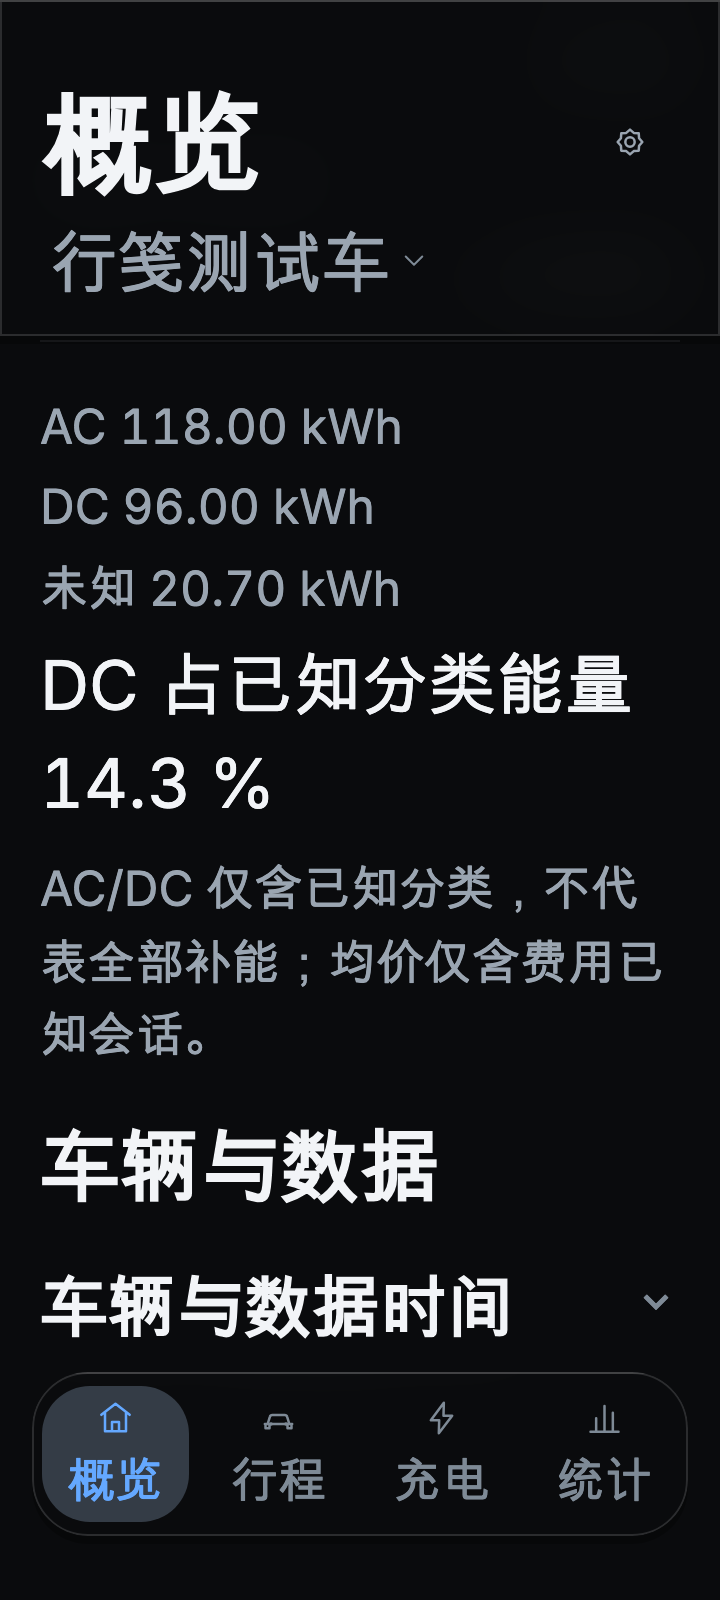 概览
行笺测试车
AC 118.00 kWh
DC 96.00 kWh
未知 20.70 kWh
DC 占已知分类能量
14.3 %
AC/DC 仅含已知分类，不代
表全部补能；均价仅含费用已
知会话。
车辆与数据
车辆与数据时间
概览
行程
充电
统计